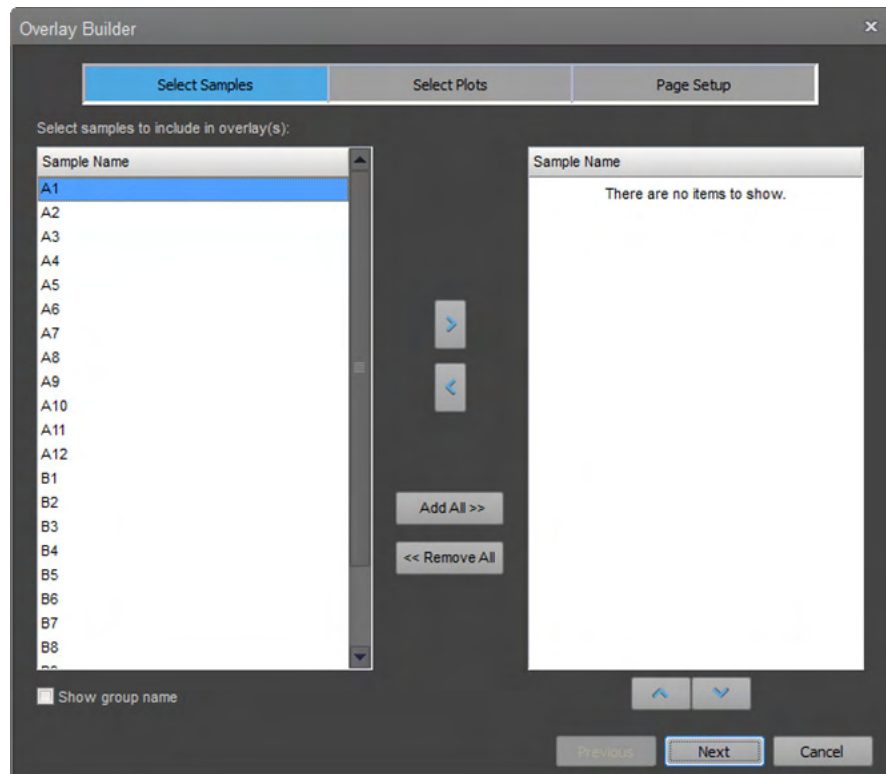 Overlay Builder
Select Samples Select Plots Page Setup
Select samples to include in overlay(s):
Sample Name
A1
A2
A3
A4
A5
A6
A7
A8
A9
A10
A11
A12
B1
B2
B3
B4
B5
B6
B7
B8
>
<
Add All >>
<< Remove All
Sample Name
There are no items to show.
Show group name
Previous Next Cancel